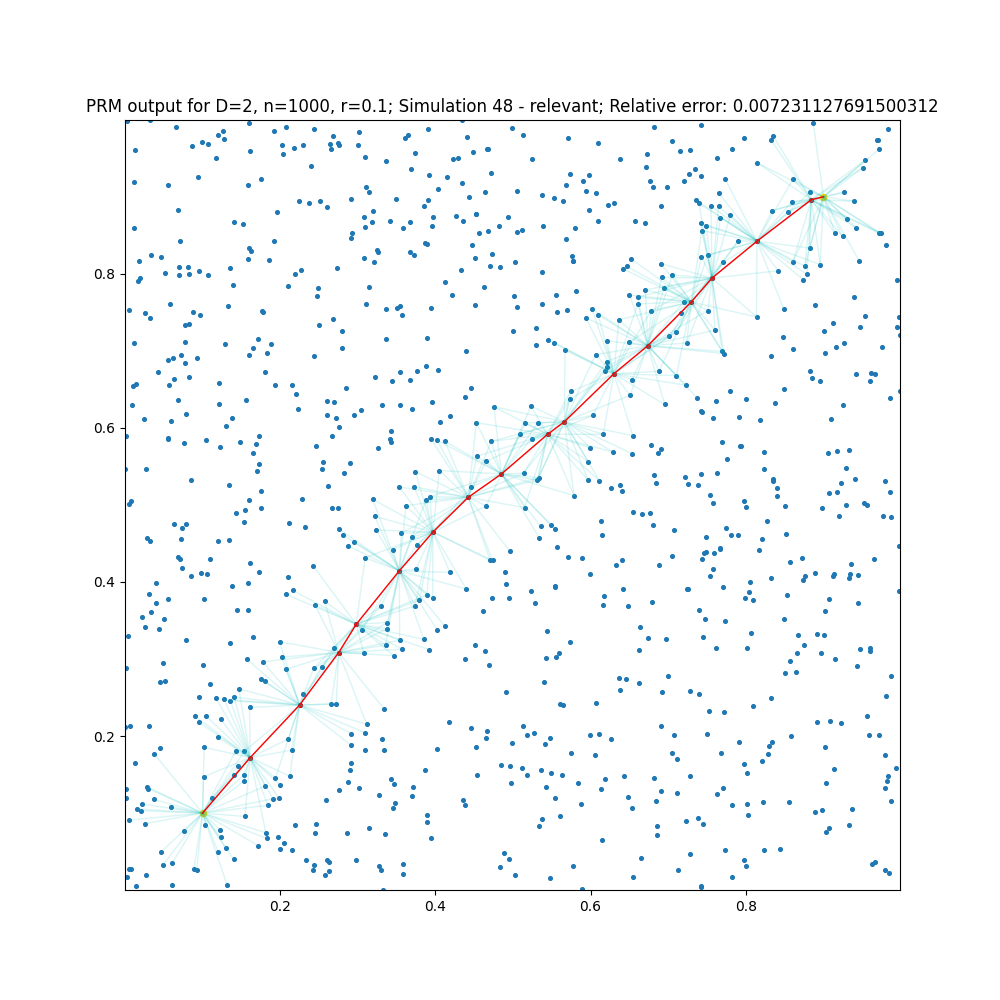 PRM output for D=2, n=1000, r=0.1; Simulation 48 - relevant; Relative error: 0.007231127691500312
0.8
0.6
0.4
0.2
0.2 0.4 0.6 0.8